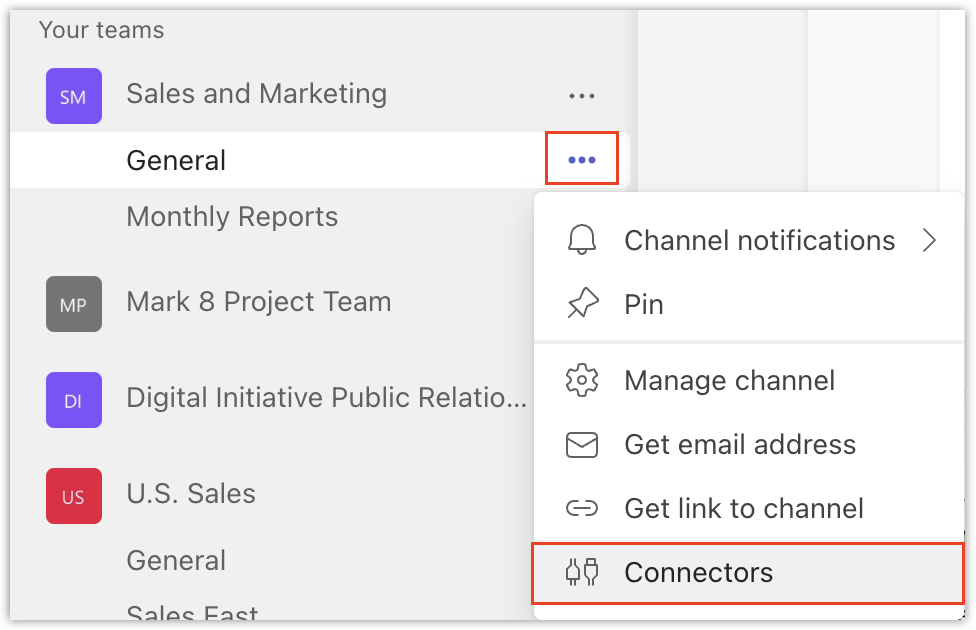 Your teams
SM
Sales and Marketing
General
Monthly Reports
MP
Mark 8 Project Team
DI
Digital Initiative Public Relatio...
US
U.S. Sales
General
Sales East
Channel notifications
Pin
Manage channel
Get email address
Get link to channel
Connectors